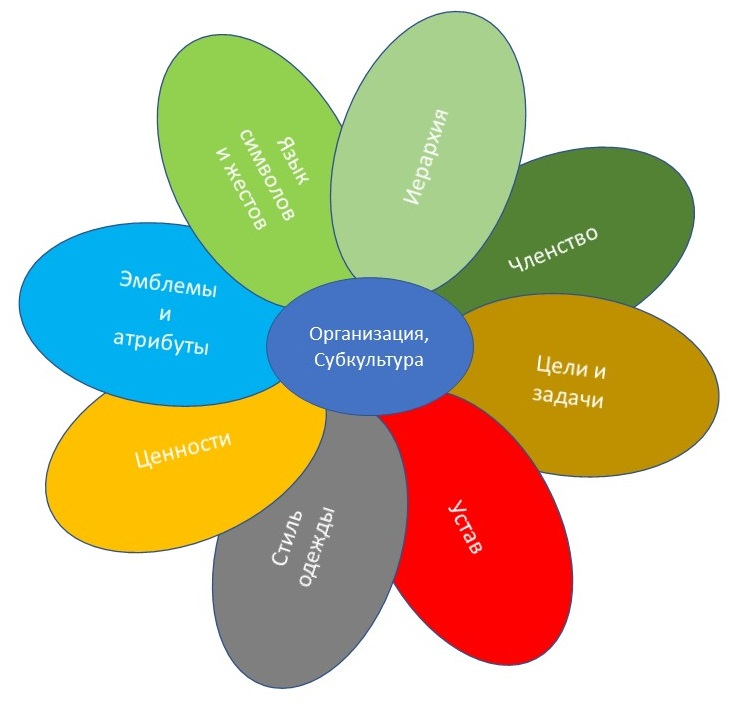 Иерархия
Членство
Цели и
задачи
Устав
Стиль
одежды
Ценности
Эмблемы
и
атрибуты
Язык
символов
и жестов
Организация,
Субкультура